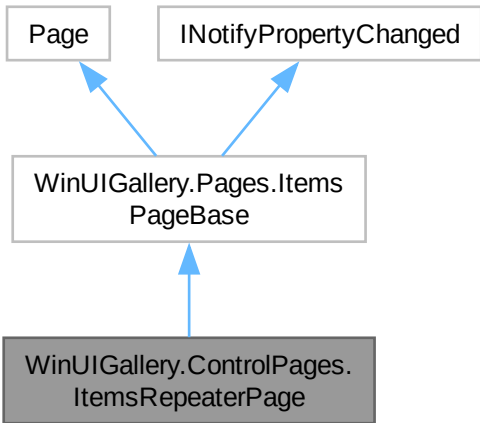 Page
INotifyPropertyChanged
WinUIGallery.Pages.Items
PageBase
WinUIGallery.ControlPages.
ItemsRepeaterPage